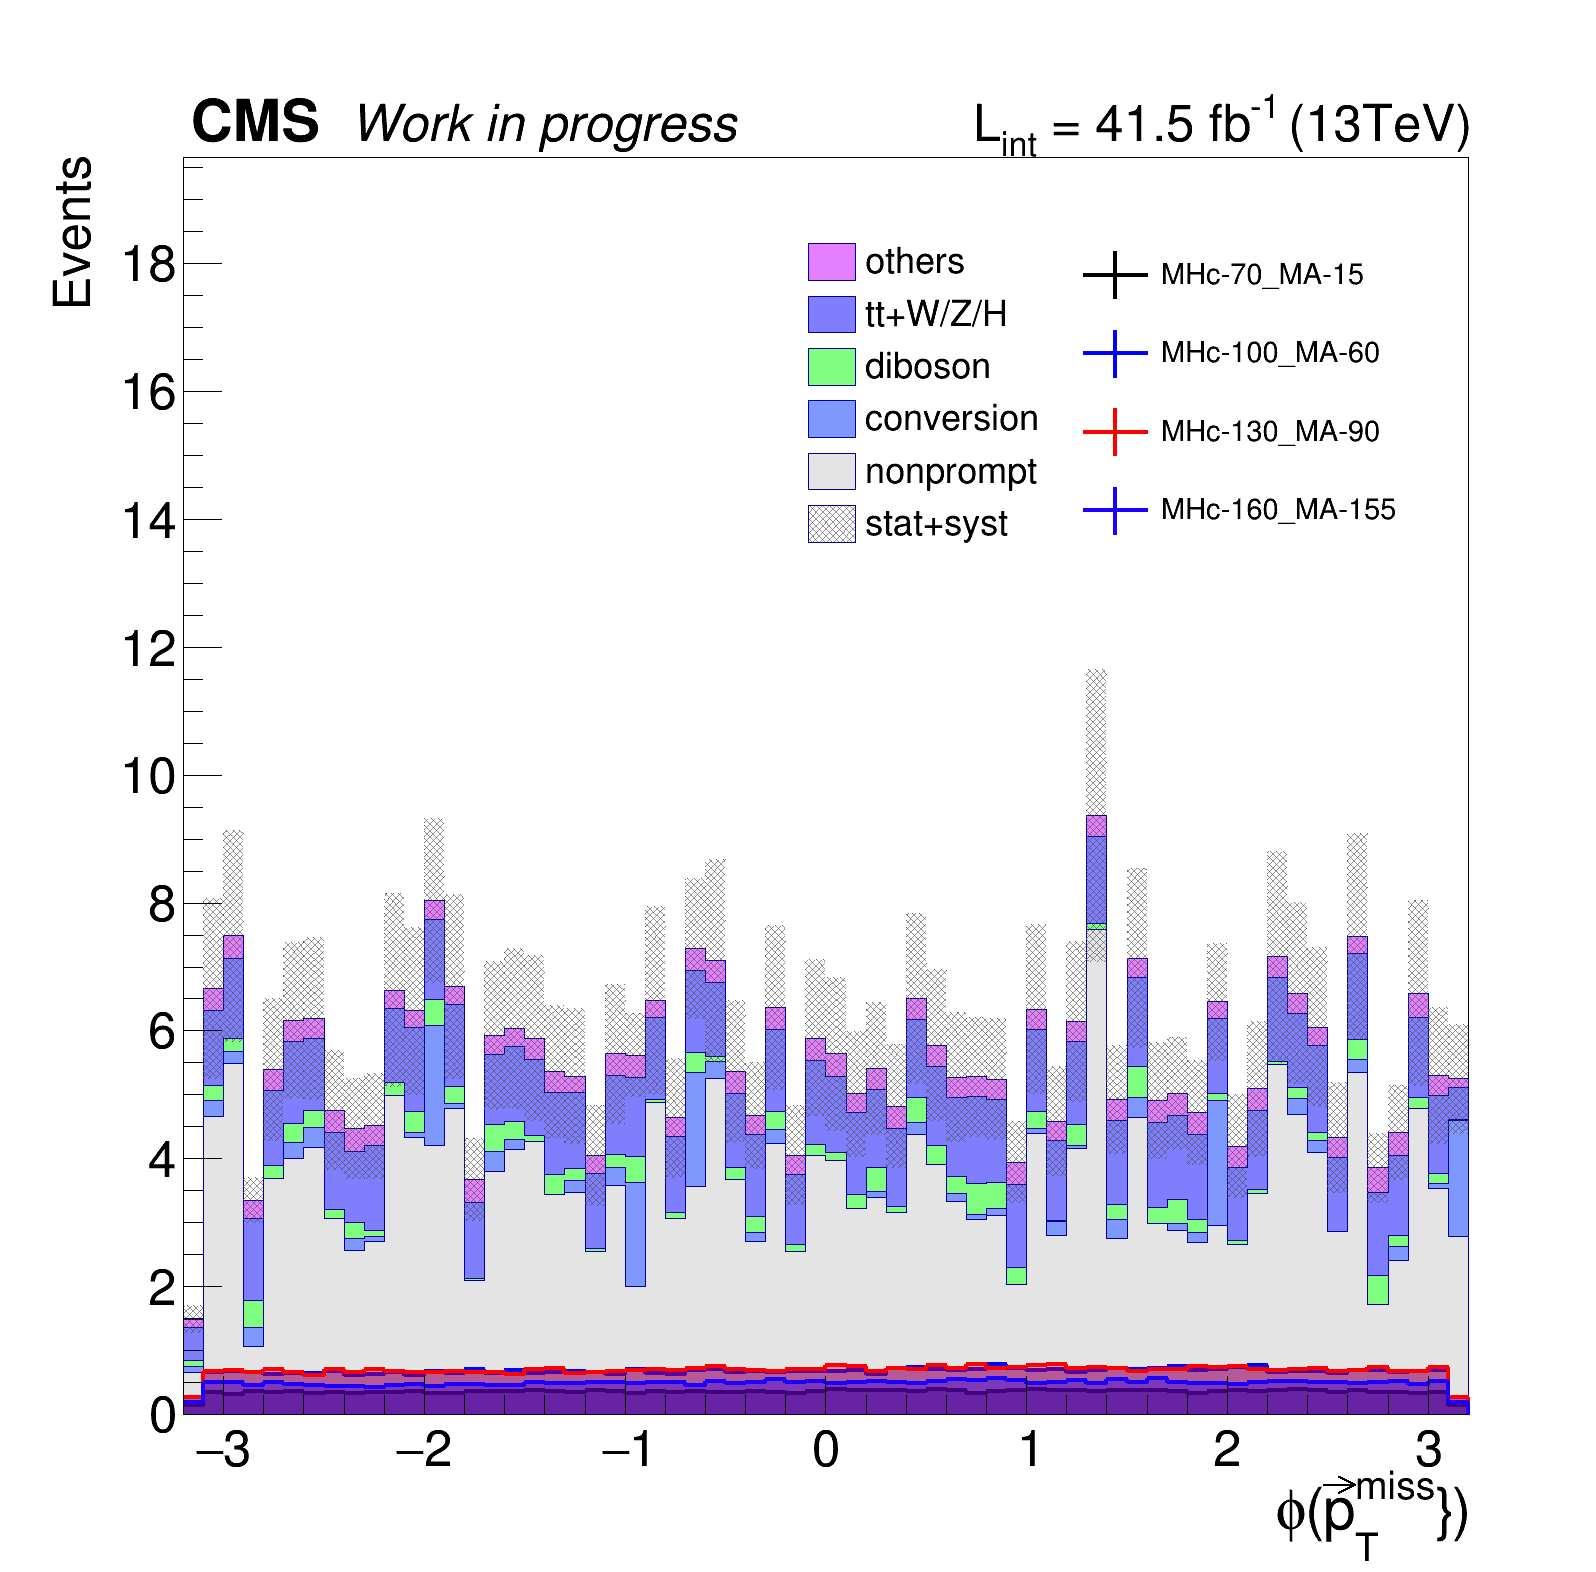 CMS Work in progress
L_int = 41.5 fb^-1 (13TeV)
Events
18
16
14
12
10
8
6
4
2
0
others
tt+W/Z/H
diboson
conversion
nonprompt
stat+syst
MHc-70_MA-15
MHc-100_MA-60
MHc-130_MA-90
MHc-160_MA-155
−3 −2 −1 0 1 2 3
ϕ(p⃗_T^miss})